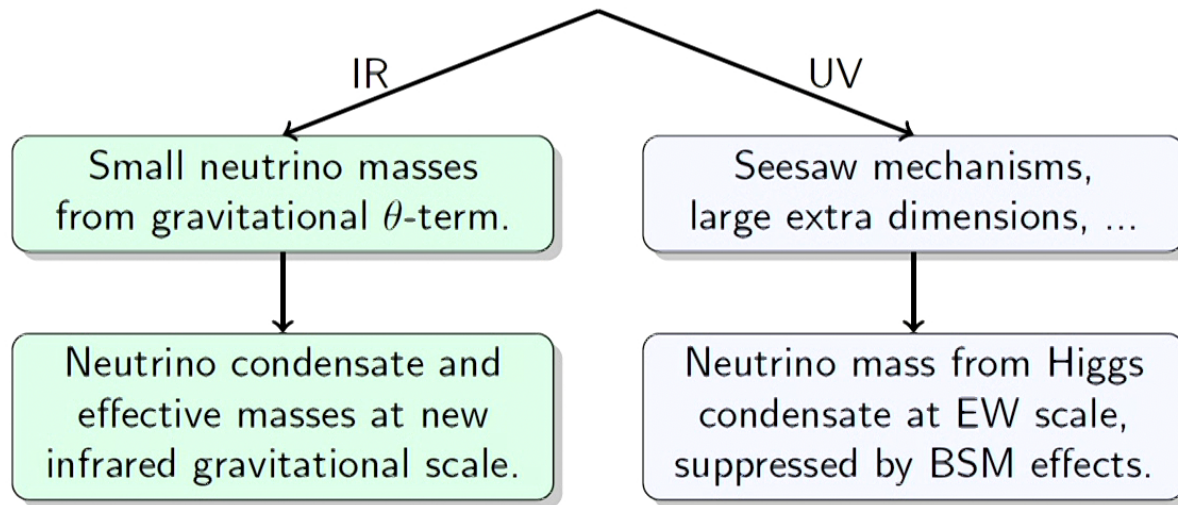 IR
UV
Small neutrino masses
from gravitational θ-term.
Seesaw mechanisms,
large extra dimensions, ...
Neutrino condensate and
effective masses at new
infrared gravitational scale.
Neutrino mass from Higgs
condensate at EW scale,
suppressed by BSM effects.